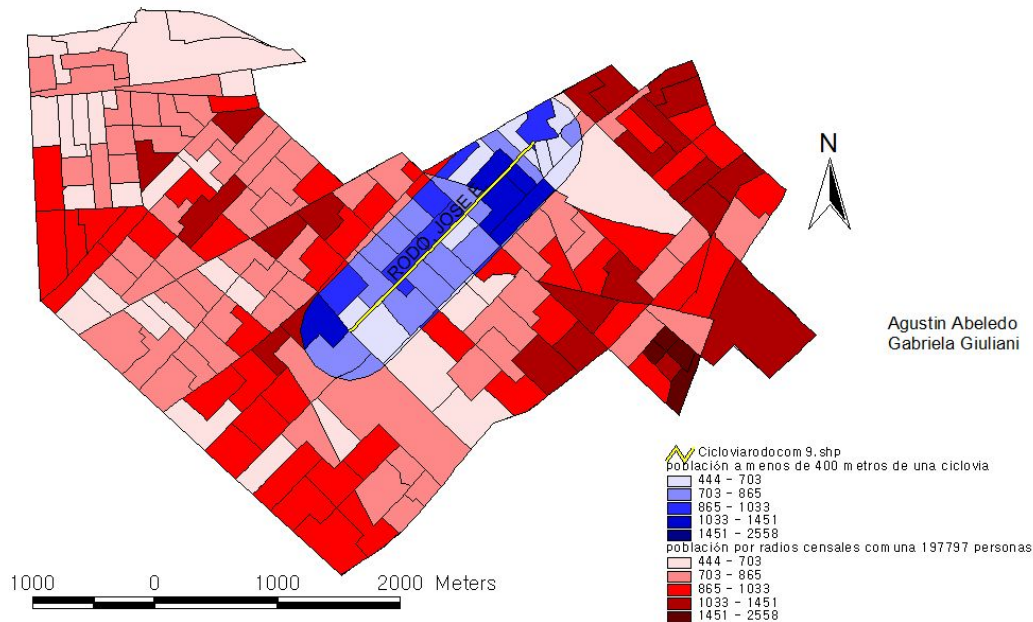 RODO JOSE
N
Agustin Abeledo
Gabriela Giuliani
Cicloviarodocom 9.shp
población a menos de 400 metros de una ciclovia
444 - 703
703 - 865
865 - 1033
1033 - 1451
1451 - 2558
población por radios censales comuna 197797 personas
444 - 703
703 - 865
865 - 1033
1033 - 1451
1451 - 2558
1000 0 1000 2000 Meters